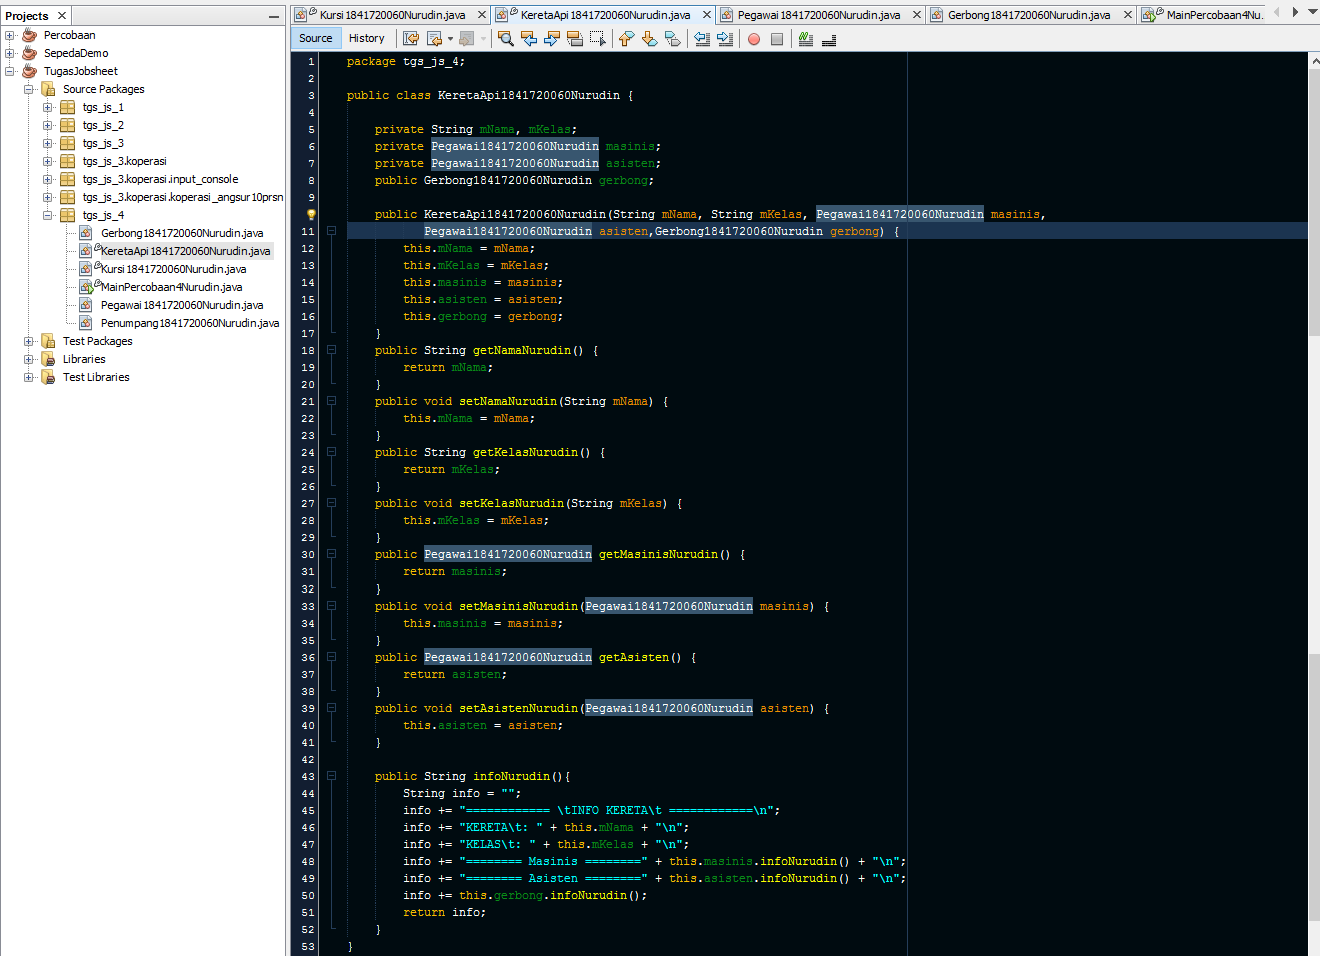 Projects
Percobaan
SepedaDemo
TugasJobsheet
Source Packages
tgs_js_1
tgs_js_2
tgs_js_3
tgs_js_3.koperasi
tgs_js_3.koperasi.input_console
tgs_js_3.koperasi.koperasi_angsur10prsn
tgs_js_4
Gerbong1841720060Nurudin.java
KeretaApi1841720060Nurudin.java
Kursi1841720060Nurudin.java
MainPercobaan4Nurudin.java
Pegawai1841720060Nurudin.java
Penumpang1841720060Nurudin.java
Test Packages
Libraries
Test Libraries
Kursi1841720060Nurudin.java
KeretaApi1841720060Nurudin.java
Pegawai1841720060Nurudin.java
Gerbong1841720060Nurudin.java
MainPercobaan4Nu...
Source History
1 package tgs_js_4;
2
3 public class KeretaApi1841720060Nurudin {
4
5 private String mNama, mKelas;
6 private Pegawai1841720060Nurudin masinis;
7 private Pegawai1841720060Nurudin asisten;
8 public Gerbong1841720060Nurudin gerbong;
9
public KeretaApi1841720060Nurudin(String mNama, String mKelas, Pegawai1841720060Nurudin masinis,
11 Pegawai1841720060Nurudin asisten,Gerbong1841720060Nurudin gerbong) {
12 this.mNama = mNama;
13 this.mKelas = mKelas;
14 this.masinis = masinis;
15 this.asisten = asisten;
16 this.gerbong = gerbong;
17 }
18 public String getNamaNurudin() {
19 return mNama;
20 }
21 public void setNamaNurudin(String mNama) {
22 this.mNama = mNama;
23 }
24 public String getKelasNurudin() {
25 return mKelas;
26 }
27 public void setKelasNurudin(String mKelas) {
28 this.mKelas = mKelas;
29 }
30 public Pegawai1841720060Nurudin getMasinisNurudin() {
31 return masinis;
32 }
33 public void setMasinisNurudin(Pegawai1841720060Nurudin masinis) {
34 this.masinis = masinis;
35 }
36 public Pegawai1841720060Nurudin getAsisten() {
37 return asisten;
38 }
39 public void setAsistenNurudin(Pegawai1841720060Nurudin asisten) {
40 this.asisten = asisten;
41 }
42
43 public String infoNurudin(){
44 String info = "";
45 info += "============ \tINFO KERETA\t ============\n";
46 info += "KERETA\t: " + this.mNama + "\n";
47 info += "KELAS\t: " + this.mKelas + "\n";
48 info += "======== Masinis ========" + this.masinis.infoNurudin() + "\n";
49 info += "======== Asisten ========" + this.asisten.infoNurudin() + "\n";
50 info += this.gerbong.infoNurudin();
51 return info;
52 }
53 }